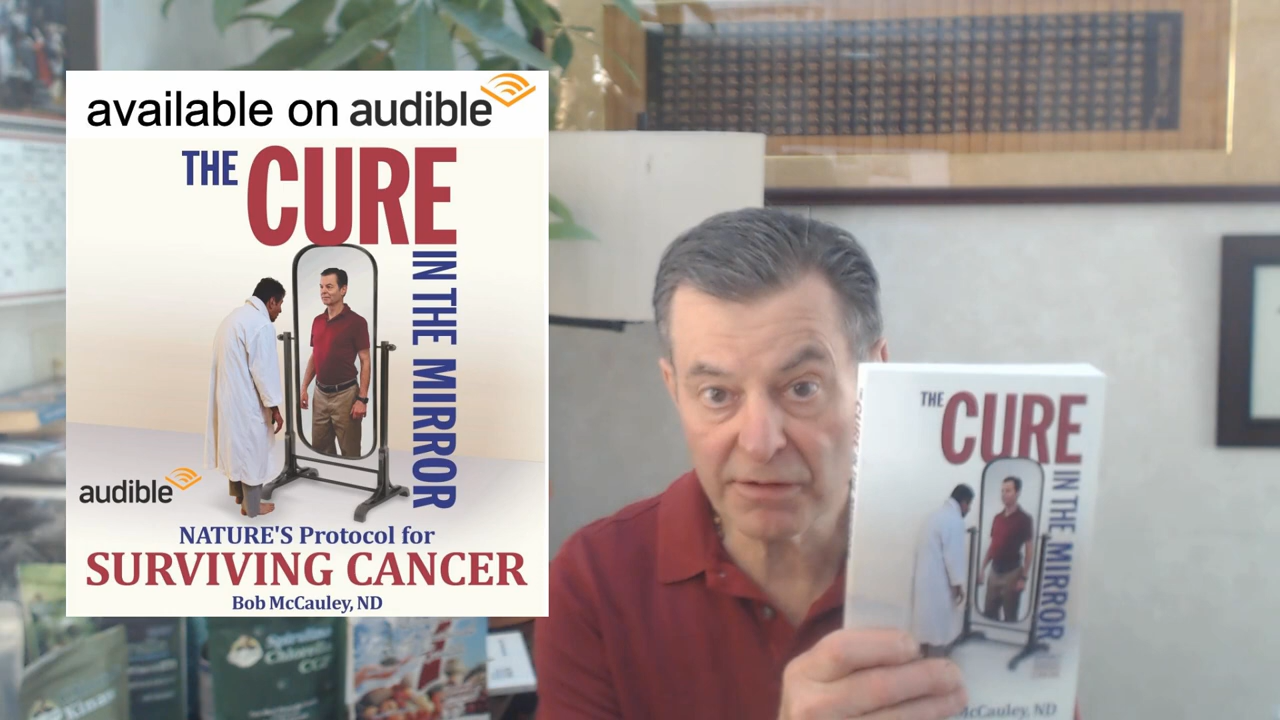 available on audible
THE
CURE
IN THE MIRROR
audible
NATURE'S Protocol for
SURVIVING CANCER
Bob McCauley, ND
THE
CURE
IN THE MIRROR
McCauley, ND
Spirulina
Chlorella